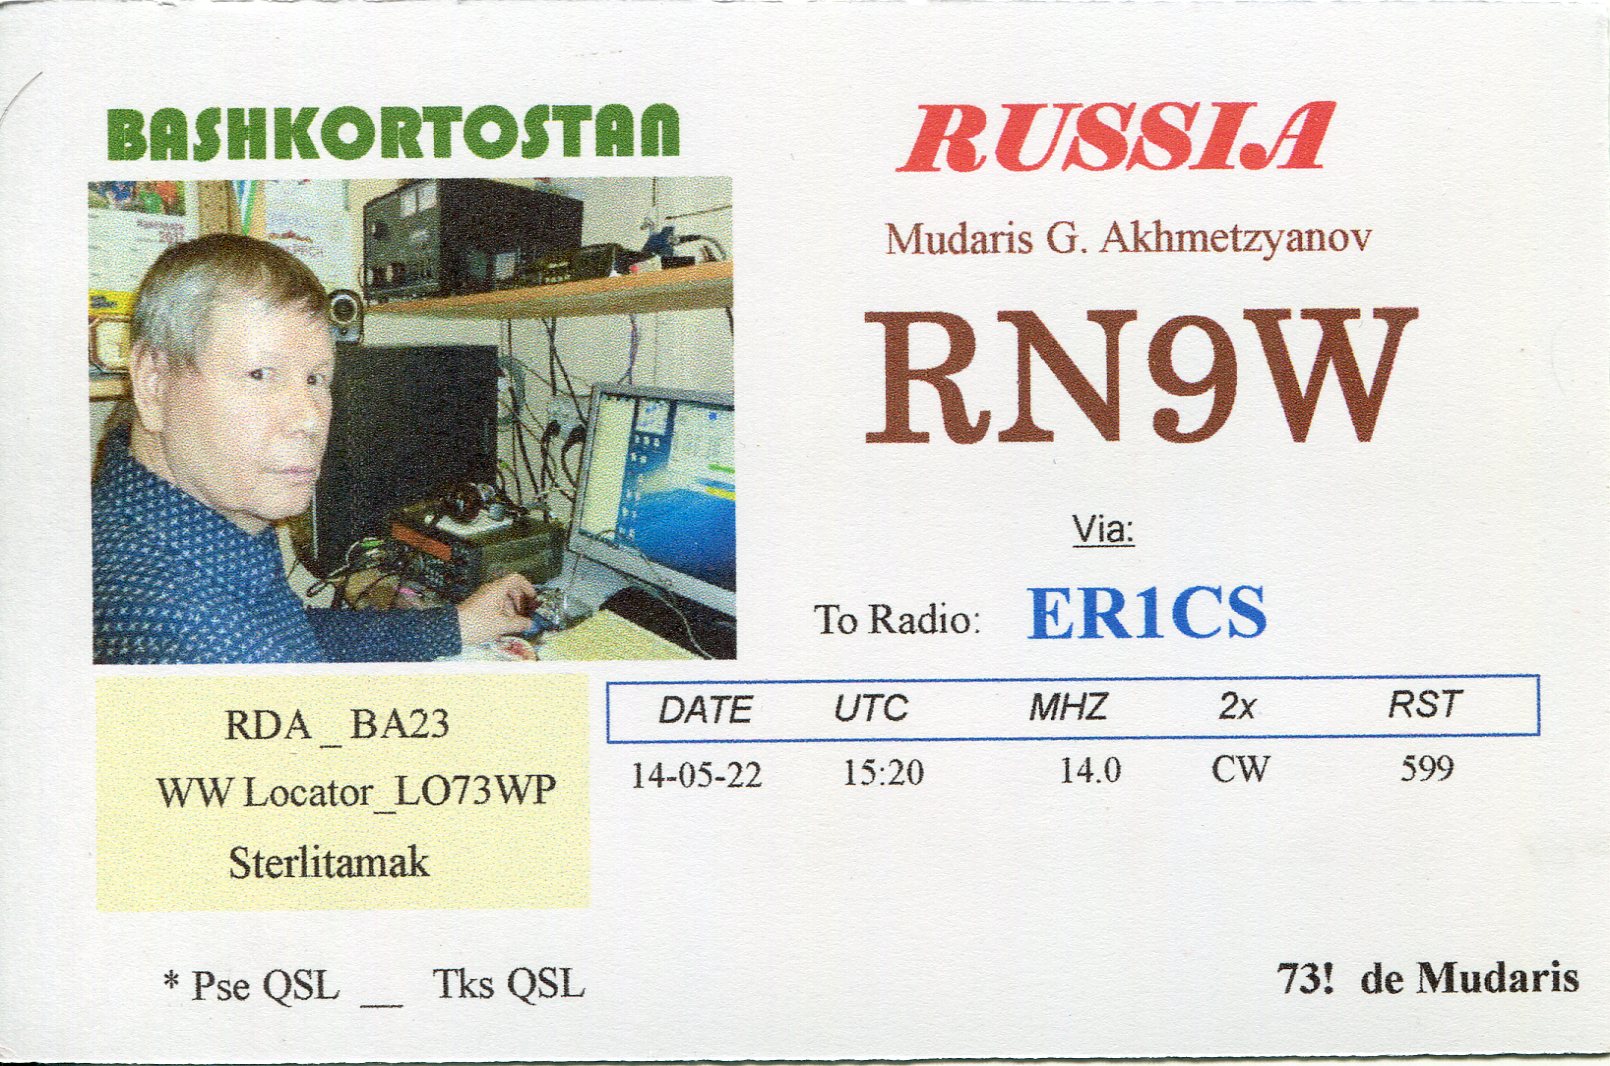 BASHKORTOSTAN
RUSSIA
Mudaris G. Akhmetzyanov
RN9W
Via:
To Radio: ER1CS
DATE UTC MHZ 2x RST
14-05-22 15:20 14.0 CW 599
RDA _ BA23
WW Locator_LO73WP
Sterlitamak
* Pse QSL __ Tks QSL
73! de Mudaris